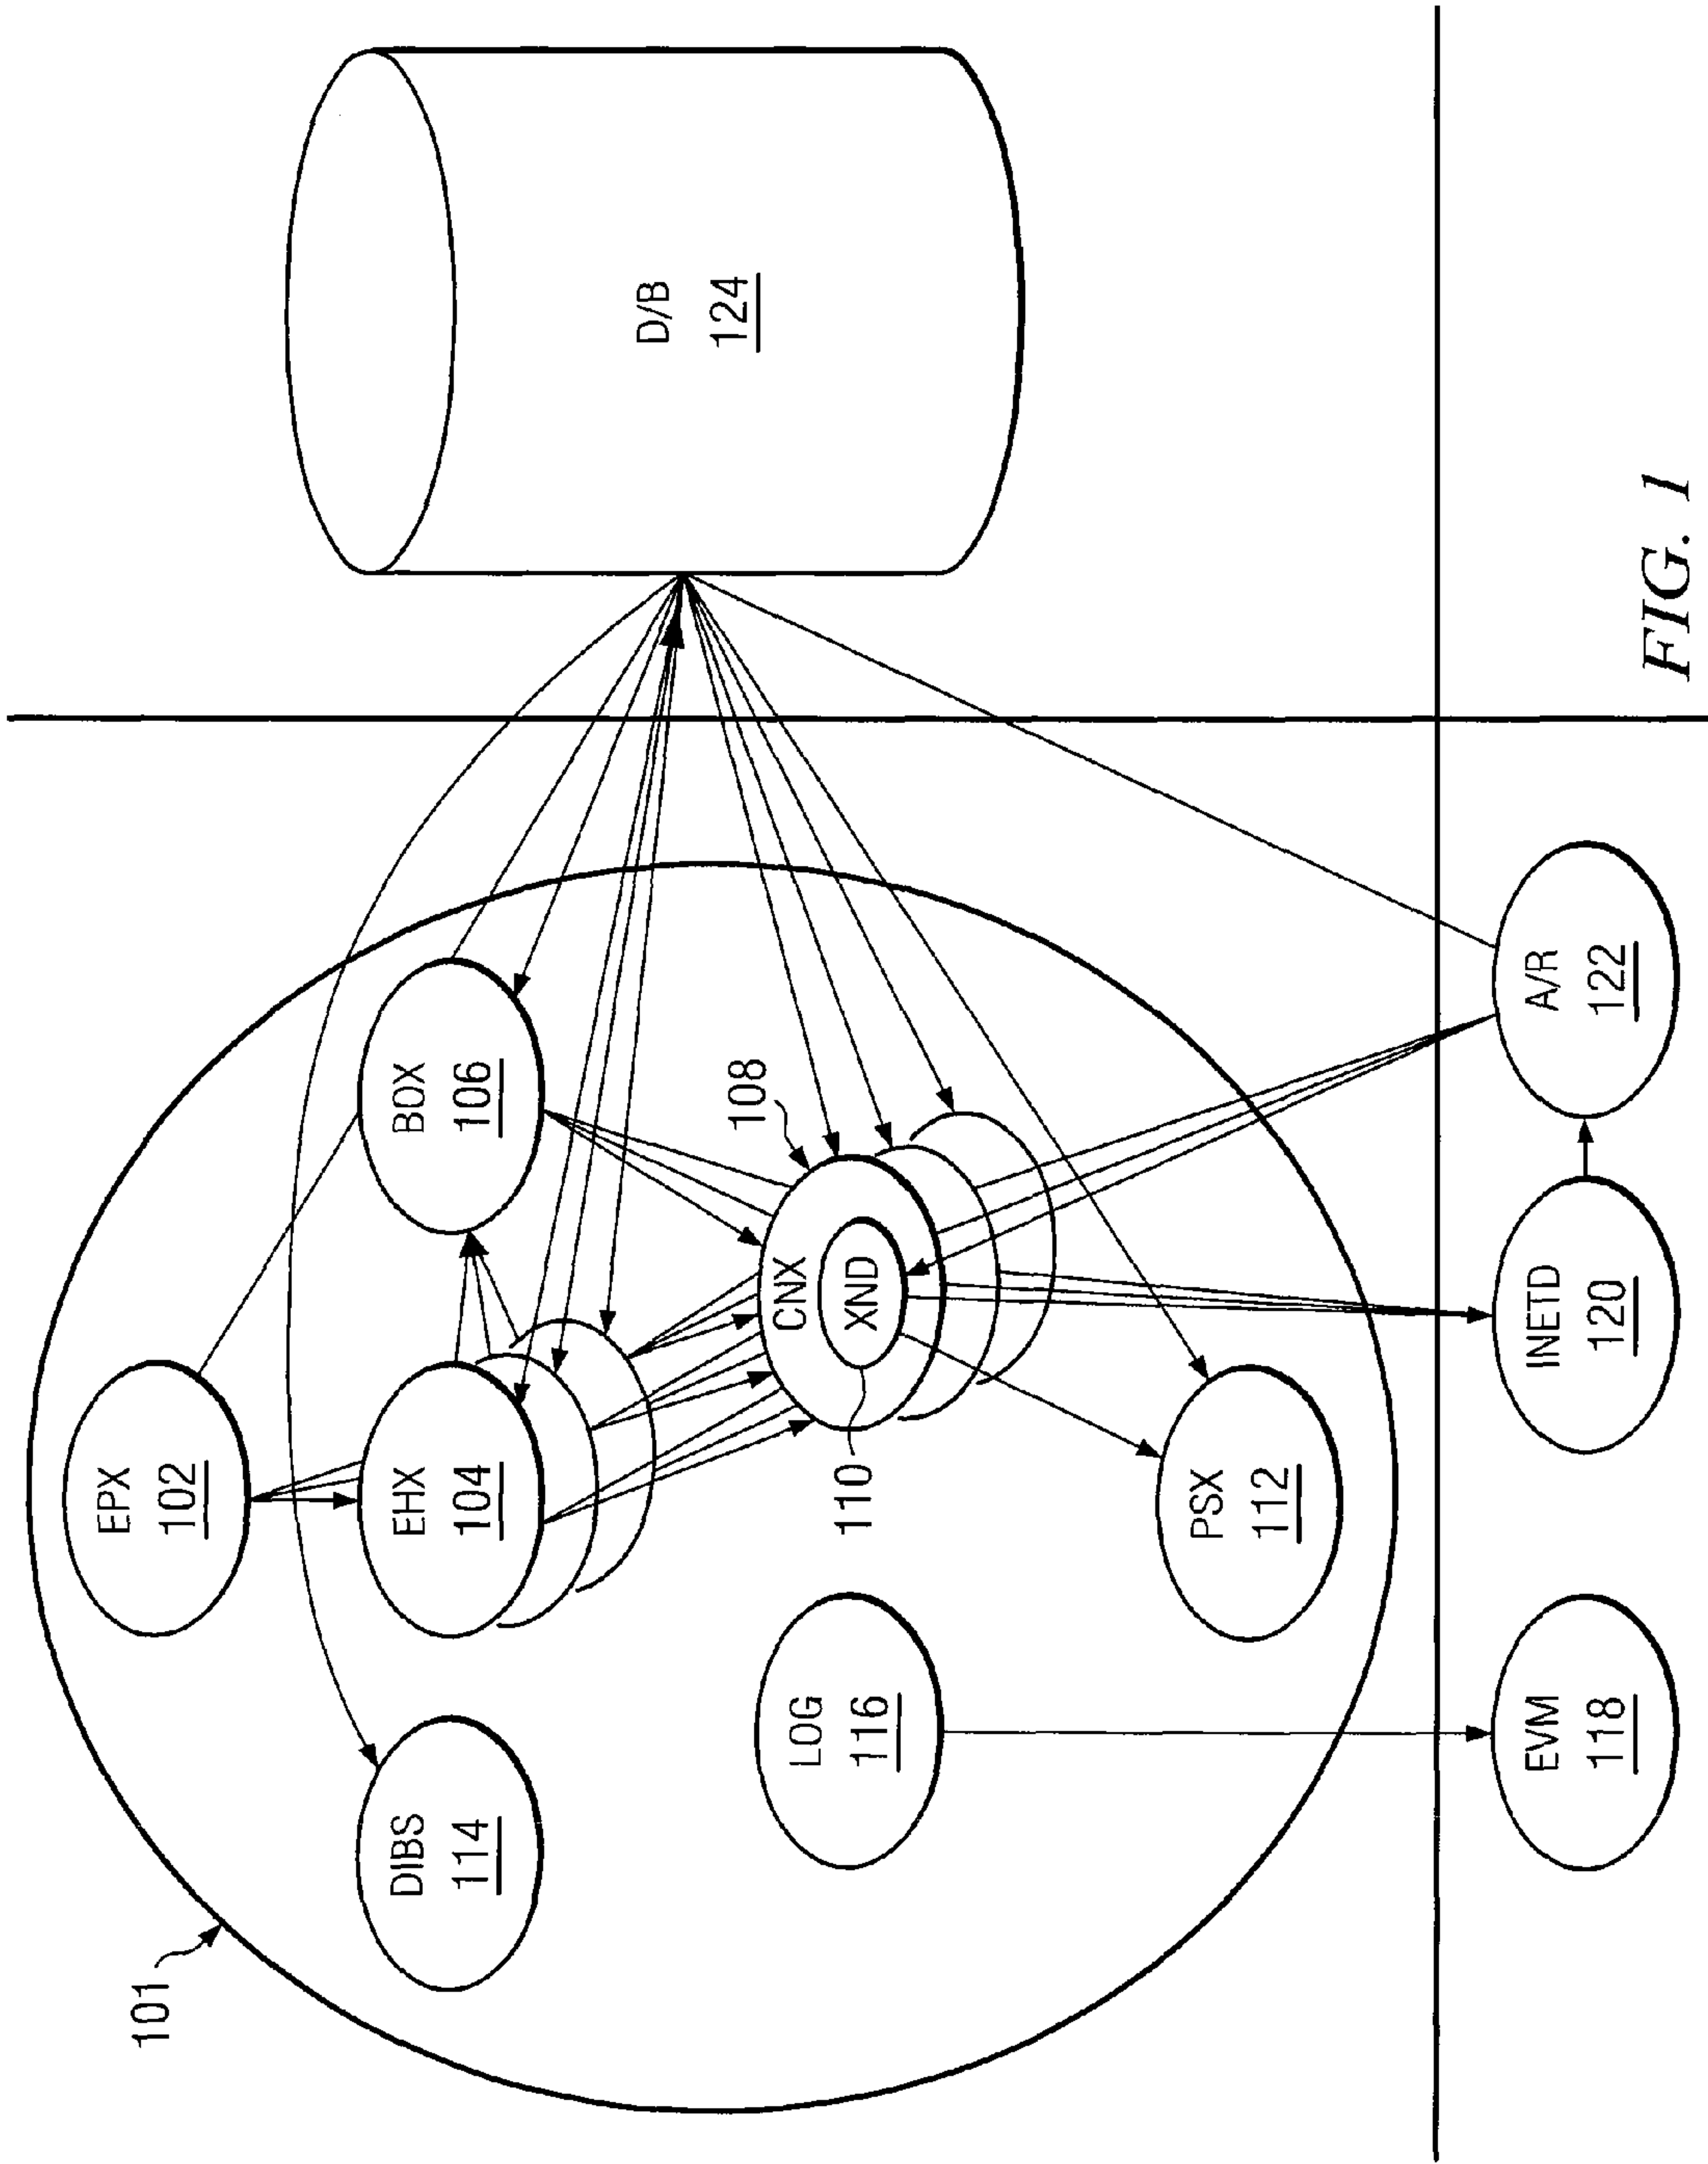 101
EPX
102
DIBS
114
EHX
104
BOX
106
D/B
124
108
LOG
116
CNX
XND
110
PSX
112
EVM
118
INETD
120
A/R
122
FIG. 1